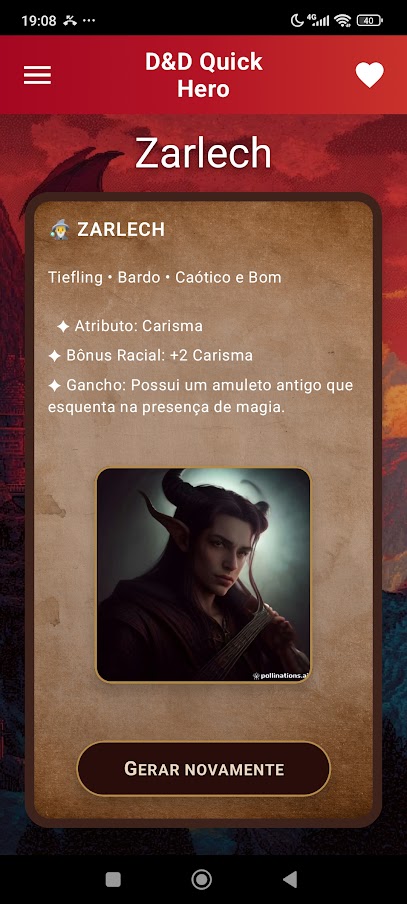 19:08
4G
40
D&D Quick
Hero
Zarlech
ZARLECH
Tiefling • Bardo • Caótico e Bom
✦ Atributo: Carisma
✦ Bônus Racial: +2 Carisma
✦ Gancho: Possui um amuleto antigo que
esquenta na presença de magia.
pollinations.a
GERAR NOVAMENTE